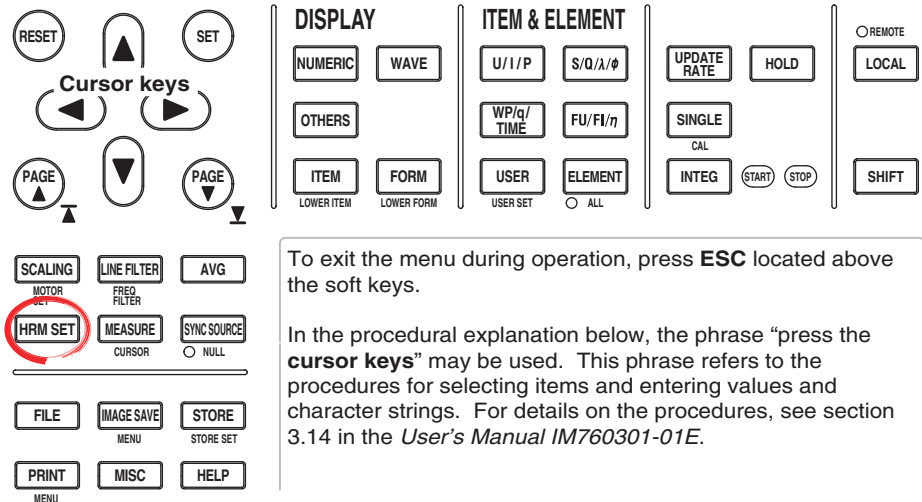 RESET
SET
Cursor keys
PAGE
PAGE
DISPLAY
NUMERIC
WAVE
OTHERS
ITEM
FORM
LOWER ITEM
LOWER FORM
ITEM & ELEMENT
U / I / P
S/Q/λ/ϕ
WP/q/
TIME
FU/FI/η
USER
ELEMENT
USER SET
ALL
UPDATE
RATE
HOLD
SINGLE
CAL
INTEG
START
STOP
REMOTE
LOCAL
SHIFT
SCALING
LINE FILTER
AVG
MOTOR
SET
FREQ
FILTER
HRM SET
MEASURE
SYNC SOURCE
CURSOR
NULL
FILE
IMAGE SAVE
STORE
MENU
STORE SET
PRINT
MISC
HELP
MENU
To exit the menu during operation, press ESC located above
the soft keys.
In the procedural explanation below, the phrase “press the
cursor keys” may be used. This phrase refers to the
procedures for selecting items and entering values and
character strings. For details on the procedures, see section
3.14 in the User's Manual IM760301-01E.